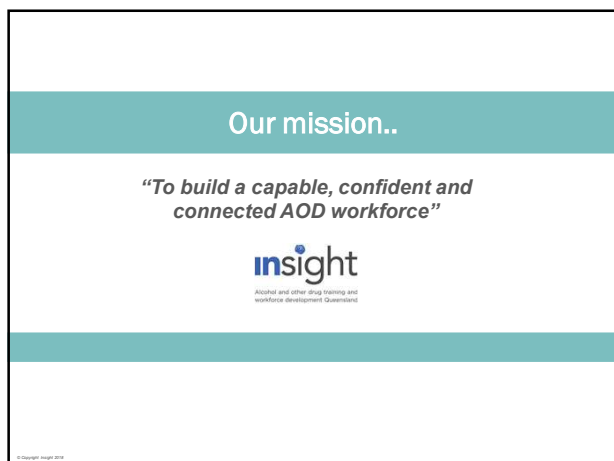 Our mission..
“To build a capable, confident and
connected AOD workforce”
insight
Alcohol and other drug training and
workforce development Queensland
© Copyright Insight 2018